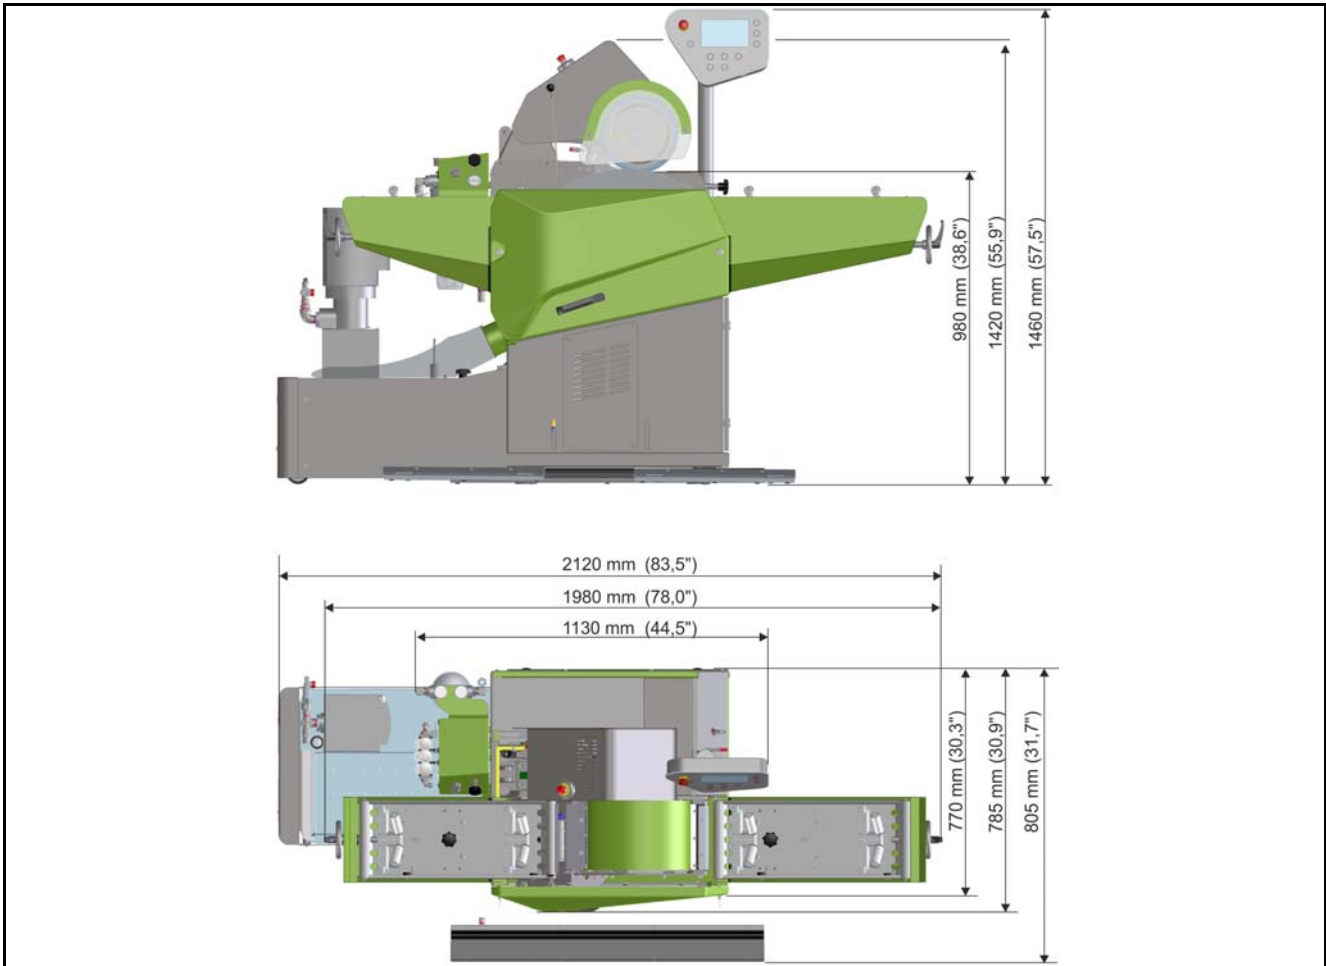 980 mm (38,6")
1420 mm (55,9")
1460 mm (57,5")
2120 mm (83,5")
1980 mm (78,0")
1130 mm (44,5")
770 mm (30,3")
785 mm (30,9")
805 mm (31,7")